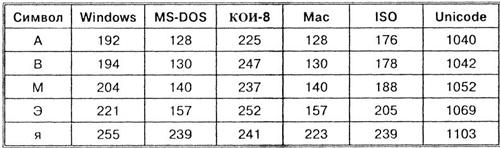 Символ Windows MS-DOS КОИ-8 Mac ISO Unicode
А 192 128 225 128 176 1040
В 194 130 247 130 178 1042
М 204 140 237 140 188 1052
Э 221 157 252 157 205 1069
я 255 239 241 223 239 1103